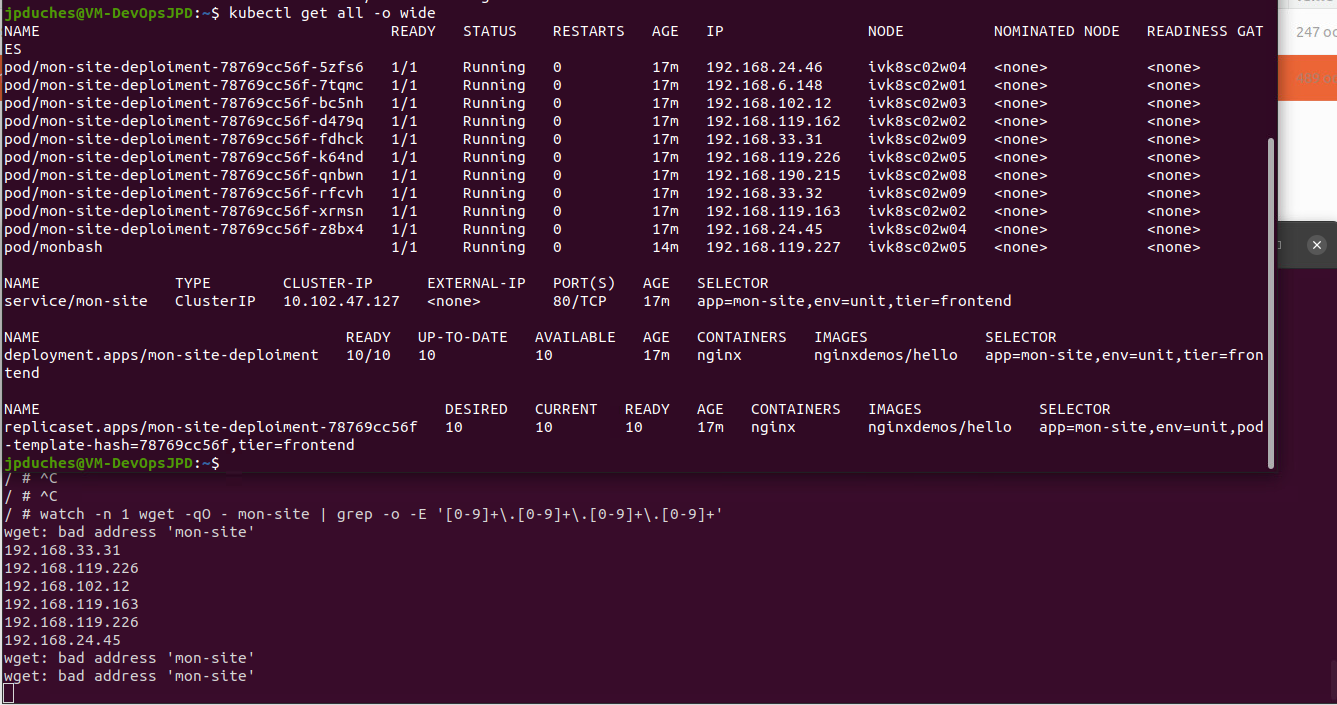 jpduches@VM-DevOpsJPD:~$ kubectl get all -o wide
NAME READY STATUS RESTARTS AGE IP NODE NOMINATED NODE READINESS GAT
ES
pod/mon-site-deploiment-78769cc56f-5zfs6 1/1 Running 0 17m 192.168.24.46 ivk8sc02w04 <none> <none>
pod/mon-site-deploiment-78769cc56f-7tqmc 1/1 Running 0 17m 192.168.6.148 ivk8sc02w01 <none> <none>
pod/mon-site-deploiment-78769cc56f-bc5nh 1/1 Running 0 17m 192.168.102.12 ivk8sc02w03 <none> <none>
pod/mon-site-deploiment-78769cc56f-d479q 1/1 Running 0 17m 192.168.119.162 ivk8sc02w02 <none> <none>
pod/mon-site-deploiment-78769cc56f-fdhck 1/1 Running 0 17m 192.168.33.31 ivk8sc02w09 <none> <none>
pod/mon-site-deploiment-78769cc56f-k64nd 1/1 Running 0 17m 192.168.119.226 ivk8sc02w05 <none> <none>
pod/mon-site-deploiment-78769cc56f-qnbwn 1/1 Running 0 17m 192.168.190.215 ivk8sc02w08 <none> <none>
pod/mon-site-deploiment-78769cc56f-rfcvh 1/1 Running 0 17m 192.168.33.32 ivk8sc02w09 <none> <none>
pod/mon-site-deploiment-78769cc56f-xrmsn 1/1 Running 0 17m 192.168.119.163 ivk8sc02w02 <none> <none>
pod/mon-site-deploiment-78769cc56f-z8bx4 1/1 Running 0 17m 192.168.24.45 ivk8sc02w04 <none> <none>
pod/monbash 1/1 Running 0 14m 192.168.119.227 ivk8sc02w05 <none> <none>
NAME TYPE CLUSTER-IP EXTERNAL-IP PORT(S) AGE SELECTOR
service/mon-site ClusterIP 10.102.47.127 <none> 80/TCP 17m app=mon-site,env=unit,tier=frontend
NAME READY UP-TO-DATE AVAILABLE AGE CONTAINERS IMAGES SELECTOR
deployment.apps/mon-site-deploiment 10/10 10 10 17m nginx nginxdemos/hello app=mon-site,env=unit,tier=fron
tend
NAME DESIRED CURRENT READY AGE CONTAINERS IMAGES SELECTOR
replicaset.apps/mon-site-deploiment-78769cc56f 10 10 10 17m nginx nginxdemos/hello app=mon-site,env=unit,pod
-template-hash=78769cc56f,tier=frontend
jpduches@VM-DevOpsJPD:~$
/ # ^C
/ # ^C
/ # watch -n 1 wget -qO - mon-site | grep -o -E '[0-9]+\.[0-9]+\.[0-9]+\.[0-9]+'
wget: bad address 'mon-site'
192.168.33.31
192.168.119.226
192.168.102.12
192.168.119.163
192.168.119.226
192.168.24.45
wget: bad address 'mon-site'
wget: bad address 'mon-site'
247 oc